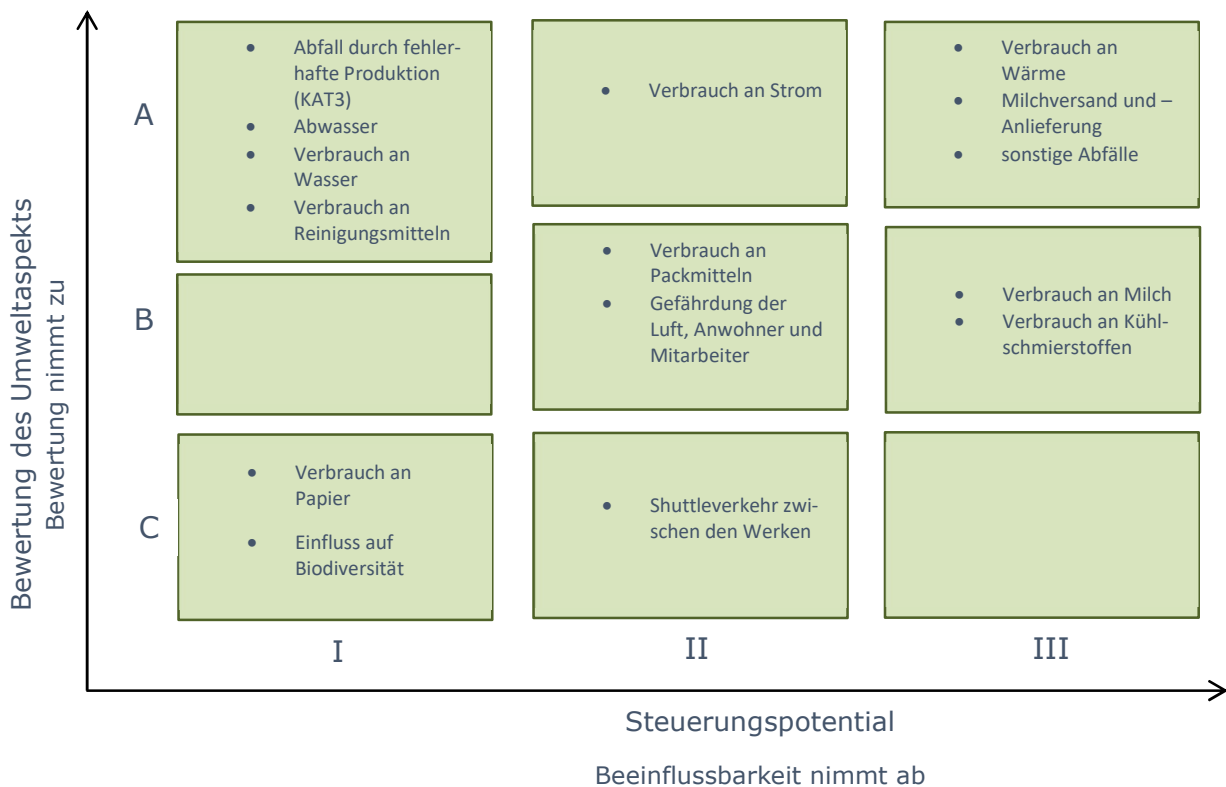 Bewertung des Umweltaspekts
Bewertung nimmt zu
A
• Abfall durch fehler-
hafte Produktion
(KAT3)
• Abwasser
• Verbrauch an
Wasser
• Verbrauch an
Reinigungsmitteln
• Verbrauch an Strom
• Verbrauch an
Wärme
• Milchversand und –
Anlieferung
• sonstige Abfälle
B
• Verbrauch an
Packmitteln
• Gefährdung der
Luft, Anwohner und
Mitarbeiter
• Verbrauch an Milch
• Verbrauch an Kühl-
schmierstoffen
C
• Verbrauch an
Papier
• Einfluss auf
Biodiversität
• Shuttleverkehr zwi-
schen den Werken
I
II
III
Steuerungspotential
Beeinflussbarkeit nimmt ab